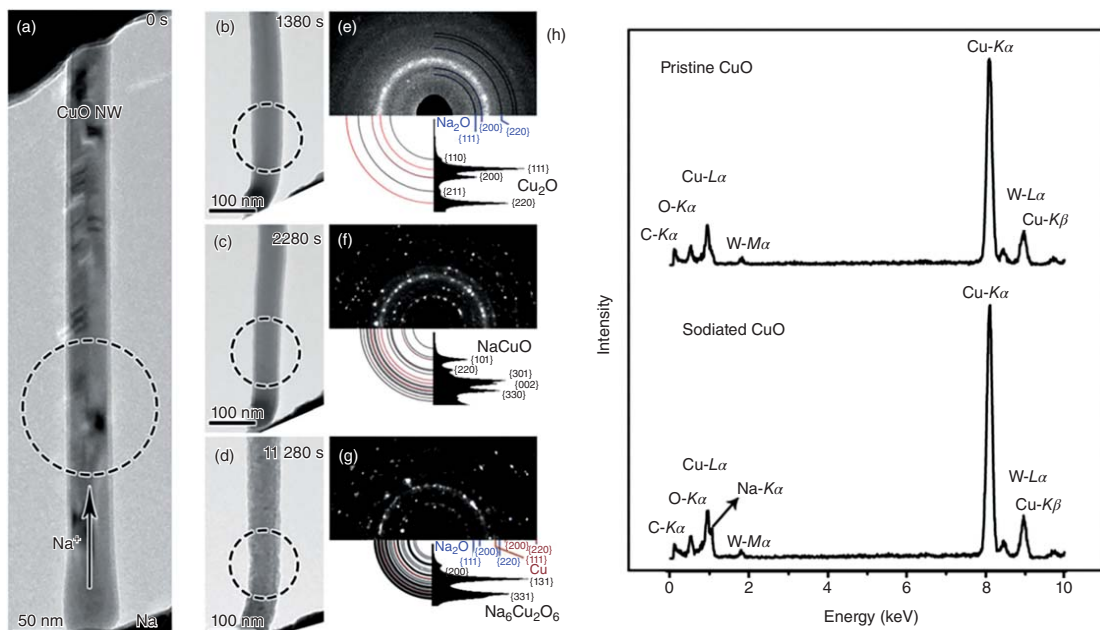 (a)
0 s
CuO NW
Na⁺
50 nm
Na
(b)
1380 s
100 nm
(c)
2280 s
100 nm
(d)
11 280 s
100 nm
(e)
Na₂O
{111}
{200}
{220}
{110}
{111}
{200}
Cu₂O
{211}
{220}
(f)
NaCuO
{101}
{220}
{301}
{002}
{330}
(g)
Na₂O
{111}
{200}
{220}
{200}
{220}
{111}
Cu
{200}
{131}
{331}
Na₆Cu₂O₆
(h)
Intensity
Pristine CuO
Cu-Kα
Cu-Lα
O-Kα
C-Kα
W-Mα
W-Lα
Cu-Kβ
Sodiated CuO
Cu-Kα
Cu-Lα
Na-Kα
O-Kα
C-Kα
W-Mα
W-Lα
Cu-Kβ
0 2 4 6 8 10
Energy (keV)